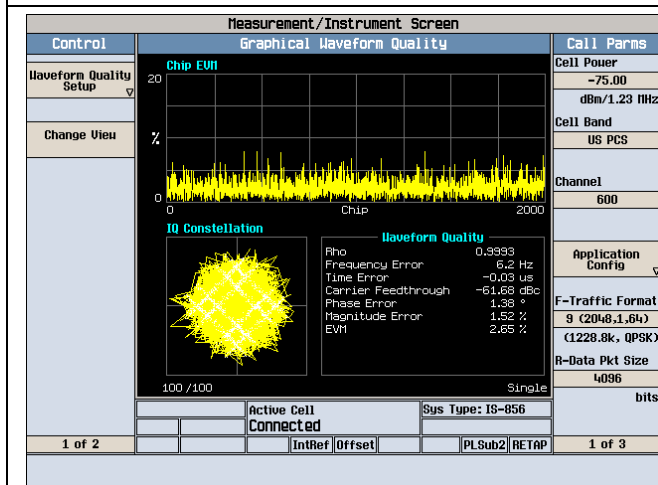 Measurement/Instrument Screen
Control
Graphical Waveform Quality
Call Parms
Waveform Quality
Setup
Change View
Chip EVM
20
%
0
0
Chip
2000
IQ Constellation
Waveform Quality
Rho 0.9993
Frequency Error 6.2 Hz
Time Error -0.03 us
Carrier Feedthrough -61.68 dBc
Phase Error 1.38 °
Magnitude Error 1.52 %
EVM 2.65 %
100/100
Single
Cell Power
-75.00
dBm/1.23 MHz
Cell Band
US PCS
Channel
600
Application
Config
F-Traffic Format
9 (2048,1,64)
(1228.8k, QPSK)
R-Data Pkt Size
4096
bits
Active Cell
Sys Type: IS-856
Connected
1 of 2
IntRef
Offset
PLSub2
RETAP
1 of 3